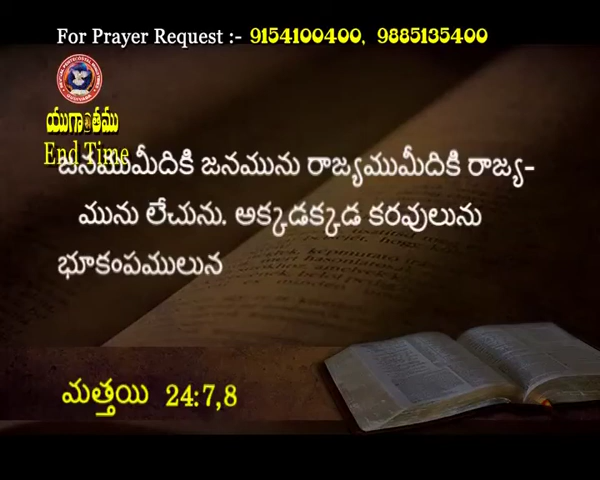 For Prayer Request :- 9154100400, 9885135400
యుగాంతము
End Time
జనముమీదికి జనమును రాజ్యముమీదికి రాజ్య-
మును లేచును. అక్కడక్కడ కరవులును
భూకంపములున
మత్తయి 24:7,8